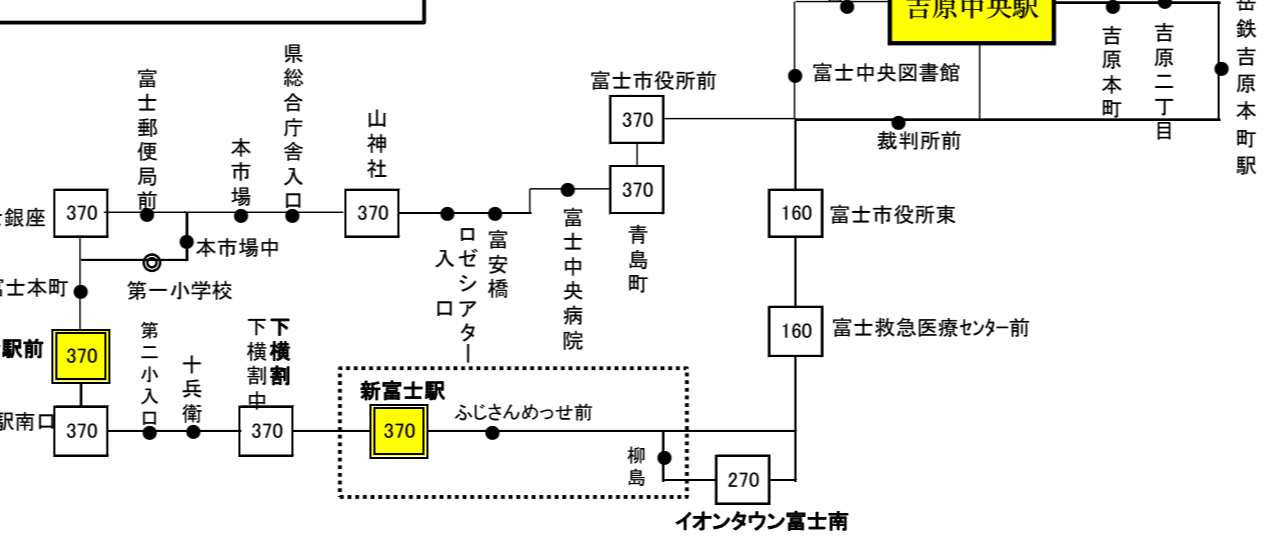 吉原中央駅
岳鉄吉原本町駅
吉原本町
吉原二丁目
富士中央図書館
裁判所前
富士市役所前
370
370
青島町
富士中央病院
富安橋
ロゼシアター
入口
山神社
370
県総合庁舎入口
本市場
富士郵便局前
370
士銀座
本市場中
第一小学校
富士本町
駅前
370
駅南口
370
第二小入口
十兵衛
下横割
下横割中
370
新富士駅
370
ふじさんめっせ前
柳島
270
イオンタウン富士南
160
富士市役所東
160
富士救急医療センター前